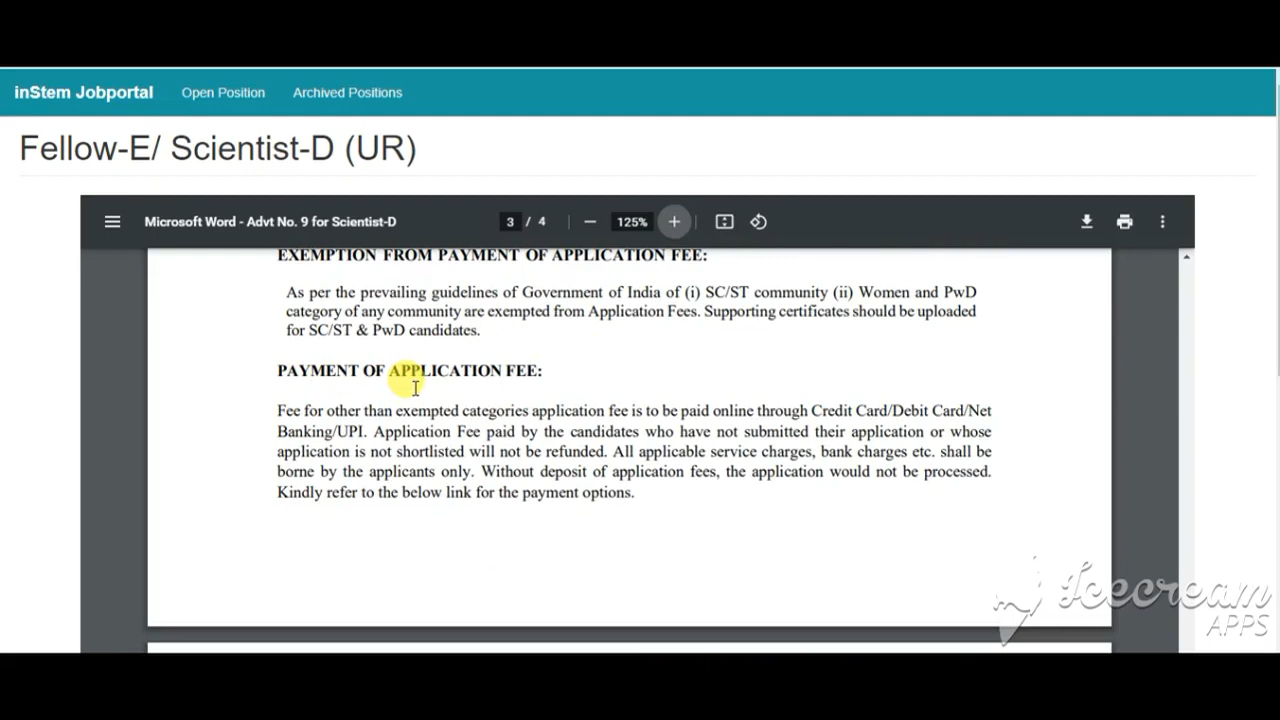 inStem Jobportal Open Position Archived Positions
Fellow-E/ Scientist-D (UR)
Microsoft Word - Advt No. 9 for Scientist-D 3 / 4 125%
EXEMPTION FROM PAYMENT OF APPLICATION FEE:
As per the prevailing guidelines of Government of India of (i) SC/ST community (ii) Women and PwD
category of any community are exempted from Application Fees. Supporting certificates should be uploaded
for SC/ST & PwD candidates.
PAYMENT OF APPLICATION FEE:
Fee for other than exempted categories application fee is to be paid online through Credit Card/Debit Card/Net
Banking/UPI. Application Fee paid by the candidates who have not submitted their application or whose
application is not shortlisted will not be refunded. All applicable service charges, bank charges etc. shall be
borne by the applicants only. Without deposit of application fees, the application would not be processed.
Kindly refer to the below link for the payment options.
Icecream
APPS